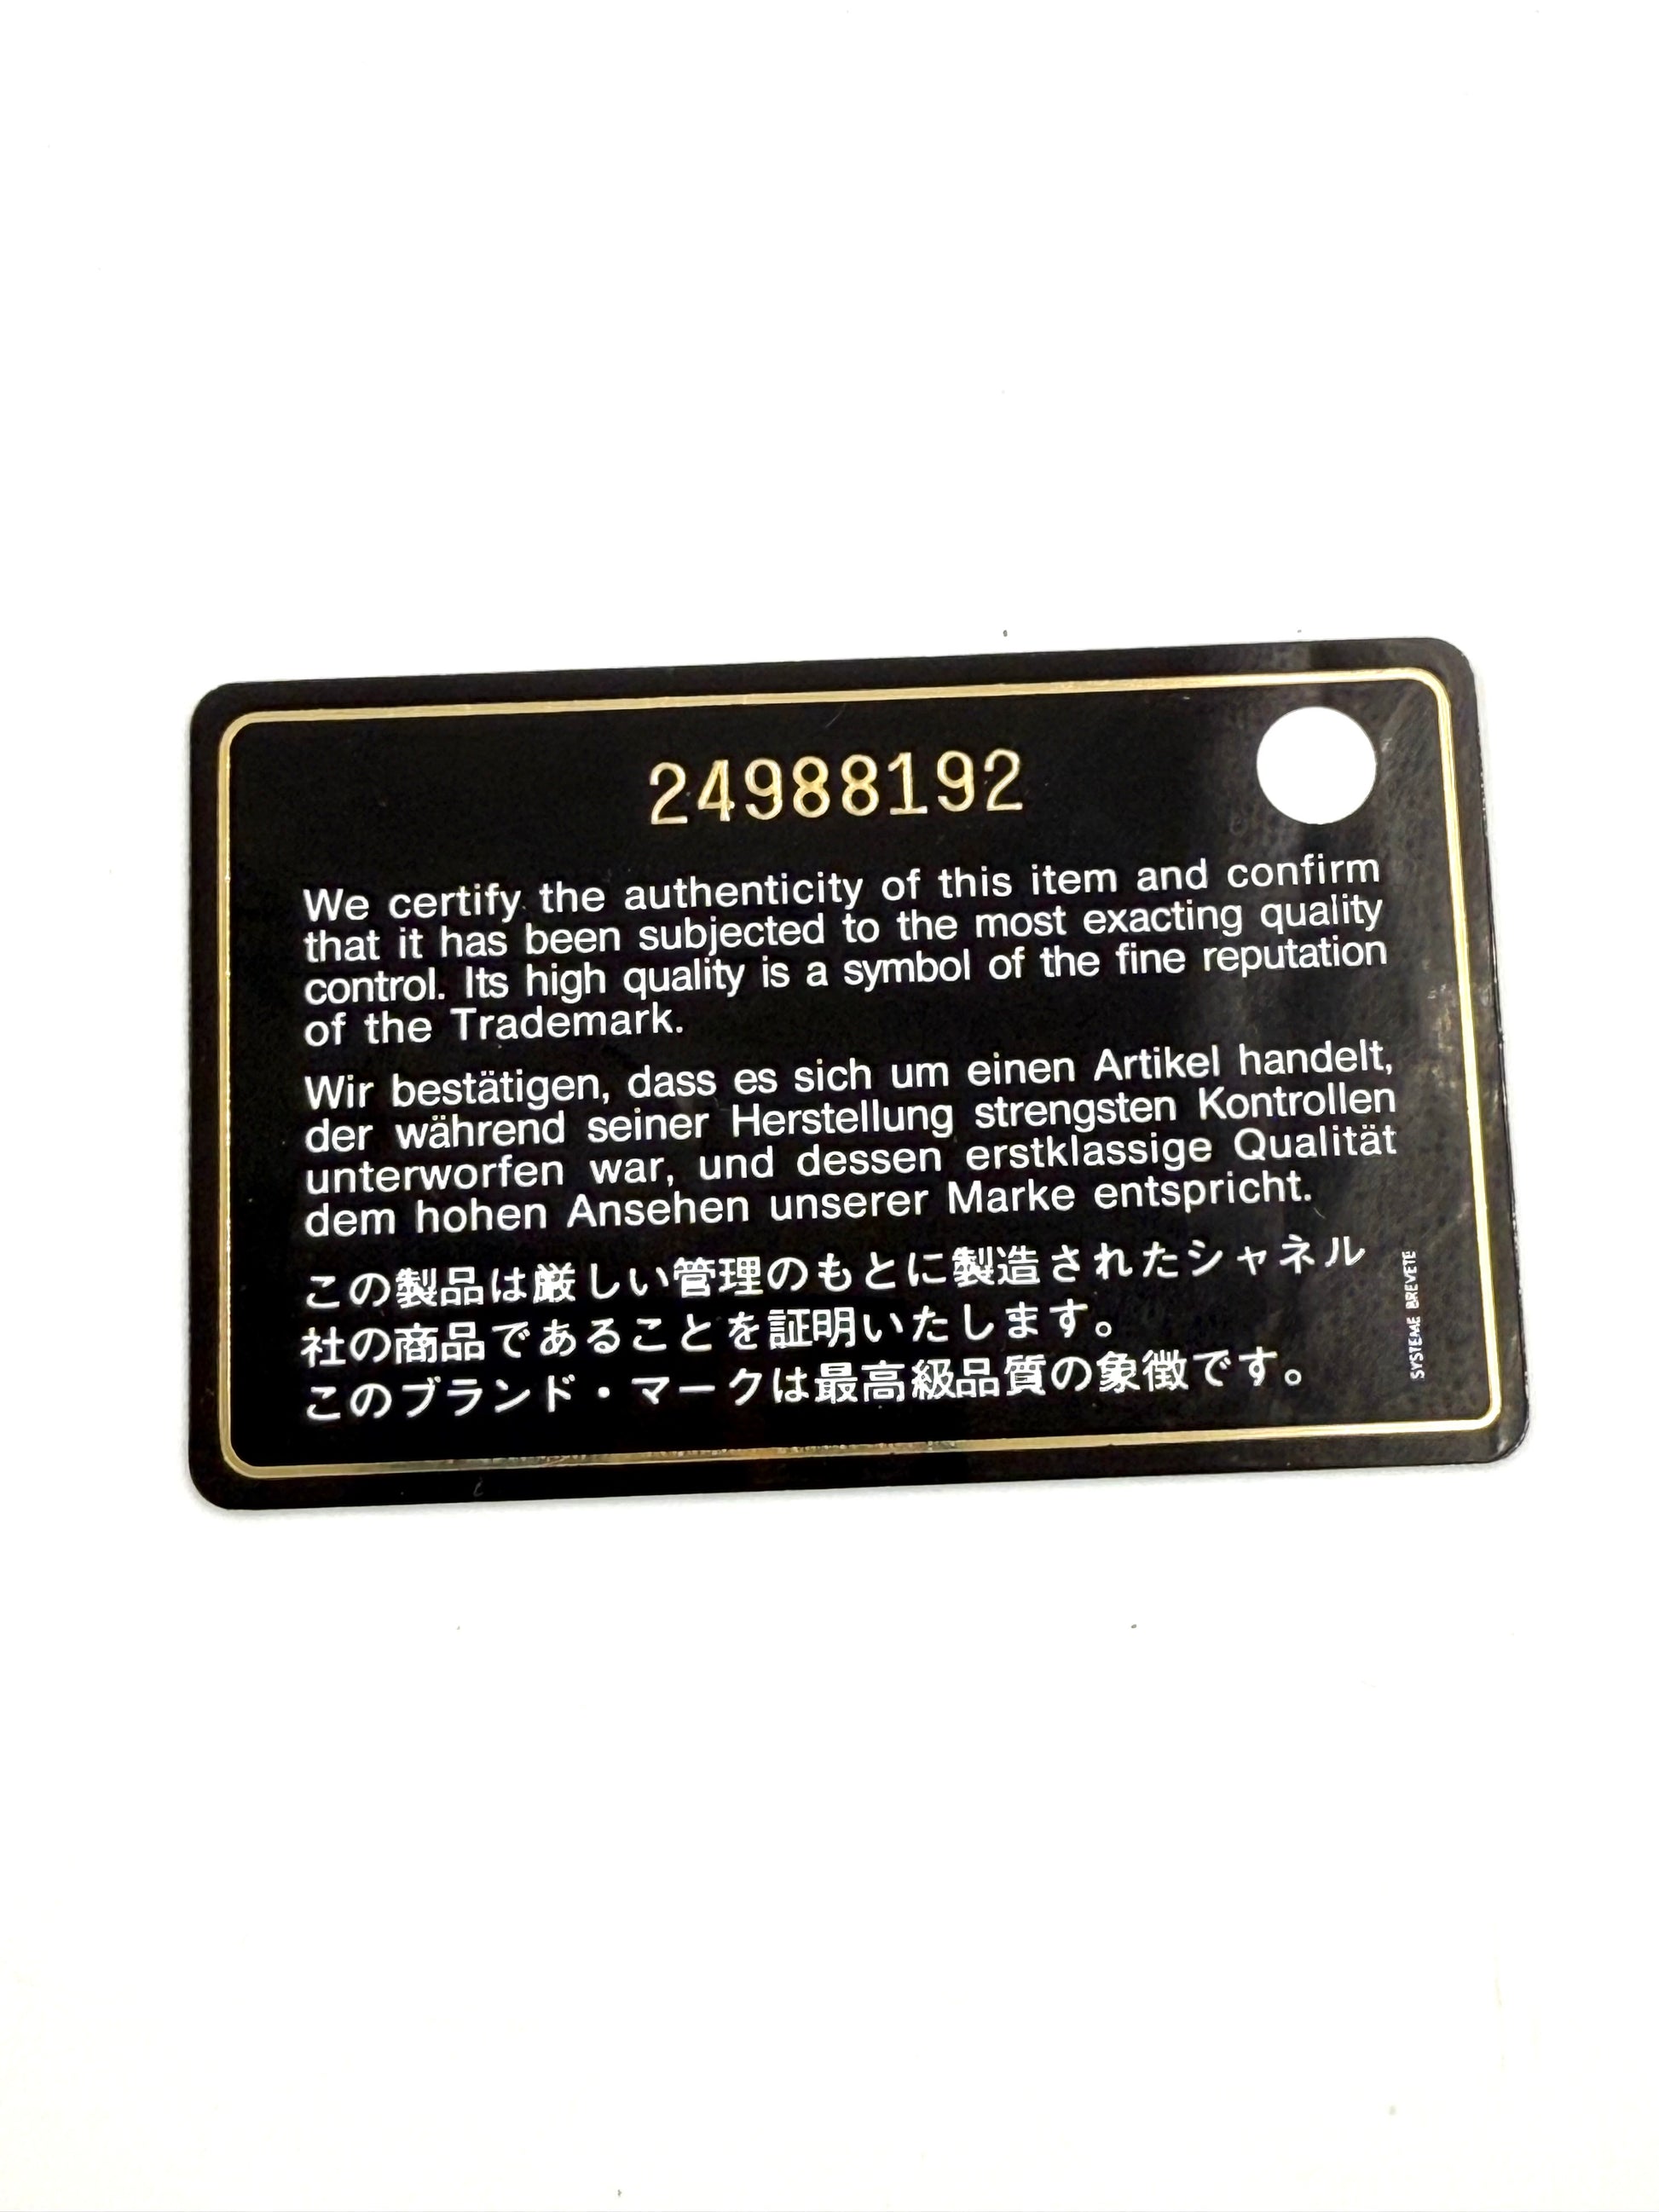 24988192
We certify the authenticity of this item and confirm
that it has been subjected to the most exacting quality
control. Its high quality is a symbol of the fine reputation
of the Trademark.
Wir bestätigen, dass es sich um einen Artikel handelt,
der während seiner Herstellung strengsten Kontrollen
unterworfen war, und dessen erstklassige Qualität
dem hohen Ansehen unserer Marke entspricht.
この製品は厳しい管理のもとに製造されたシャネル
社の商品であることを証明いたします。
このブランド・マークは最高級品質の象徴です。
SYSTEME BREVETE